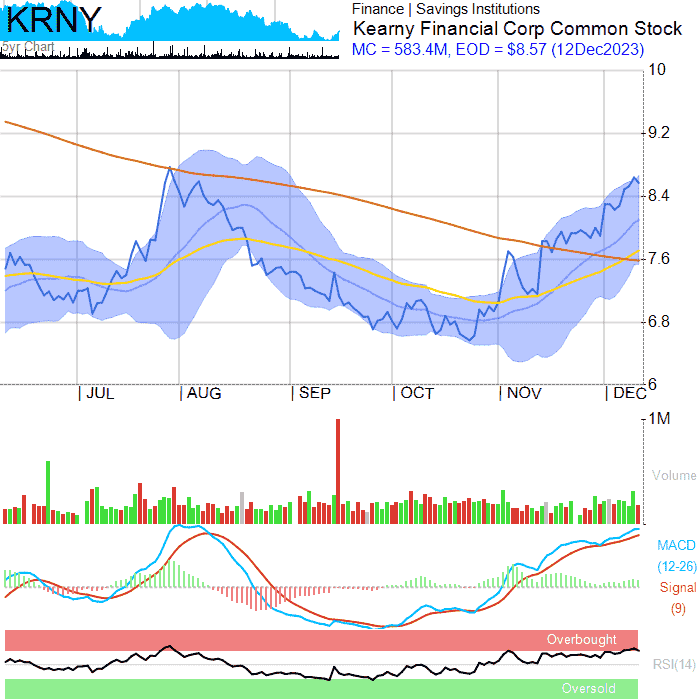 KRNY
5yr Chart
Finance | Savings Institutions
Kearny Financial Corp Common Stock
MC = 583.4M, EOD = $8.57 (12Dec2023)
10
9.2
8.4
7.6
6.8
6
JUL AUG SEP OCT NOV DEC
1M
Volume
MACD
(12-26)
Signal
(9)
Overbought
RSI(14)
Oversold